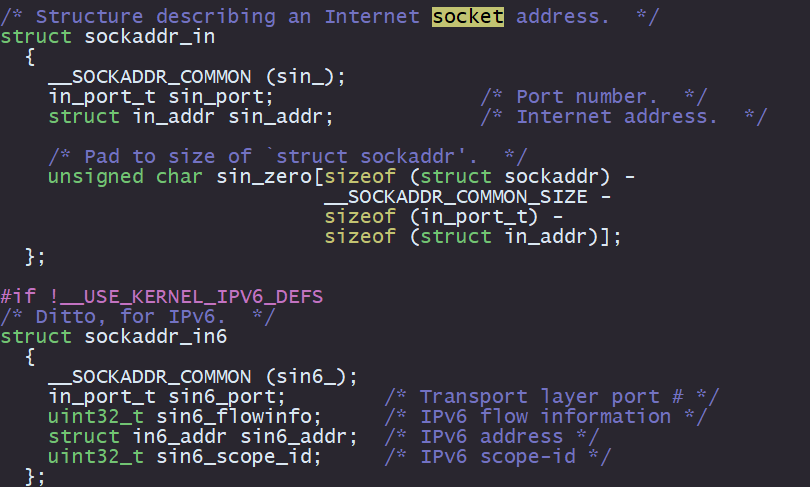 /* Structure describing an Internet socket address.  */
struct sockaddr_in
  {
    __SOCKADDR_COMMON (sin_);
    in_port_t sin_port;                 /* Port number.  */
    struct in_addr sin_addr;            /* Internet address.  */

    /* Pad to size of `struct sockaddr'.  */
    unsigned char sin_zero[sizeof (struct sockaddr) -
                           __SOCKADDR_COMMON_SIZE -
                           sizeof (in_port_t) -
                           sizeof (struct in_addr)];
  };

#if !__USE_KERNEL_IPV6_DEFS
/* Ditto, for IPv6.  */
struct sockaddr_in6
  {
    __SOCKADDR_COMMON (sin6_);
    in_port_t sin6_port;        /* Transport layer port # */
    uint32_t sin6_flowinfo;     /* IPv6 flow information */
    struct in6_addr sin6_addr;  /* IPv6 address */
    uint32_t sin6_scope_id;     /* IPv6 scope-id */
  };